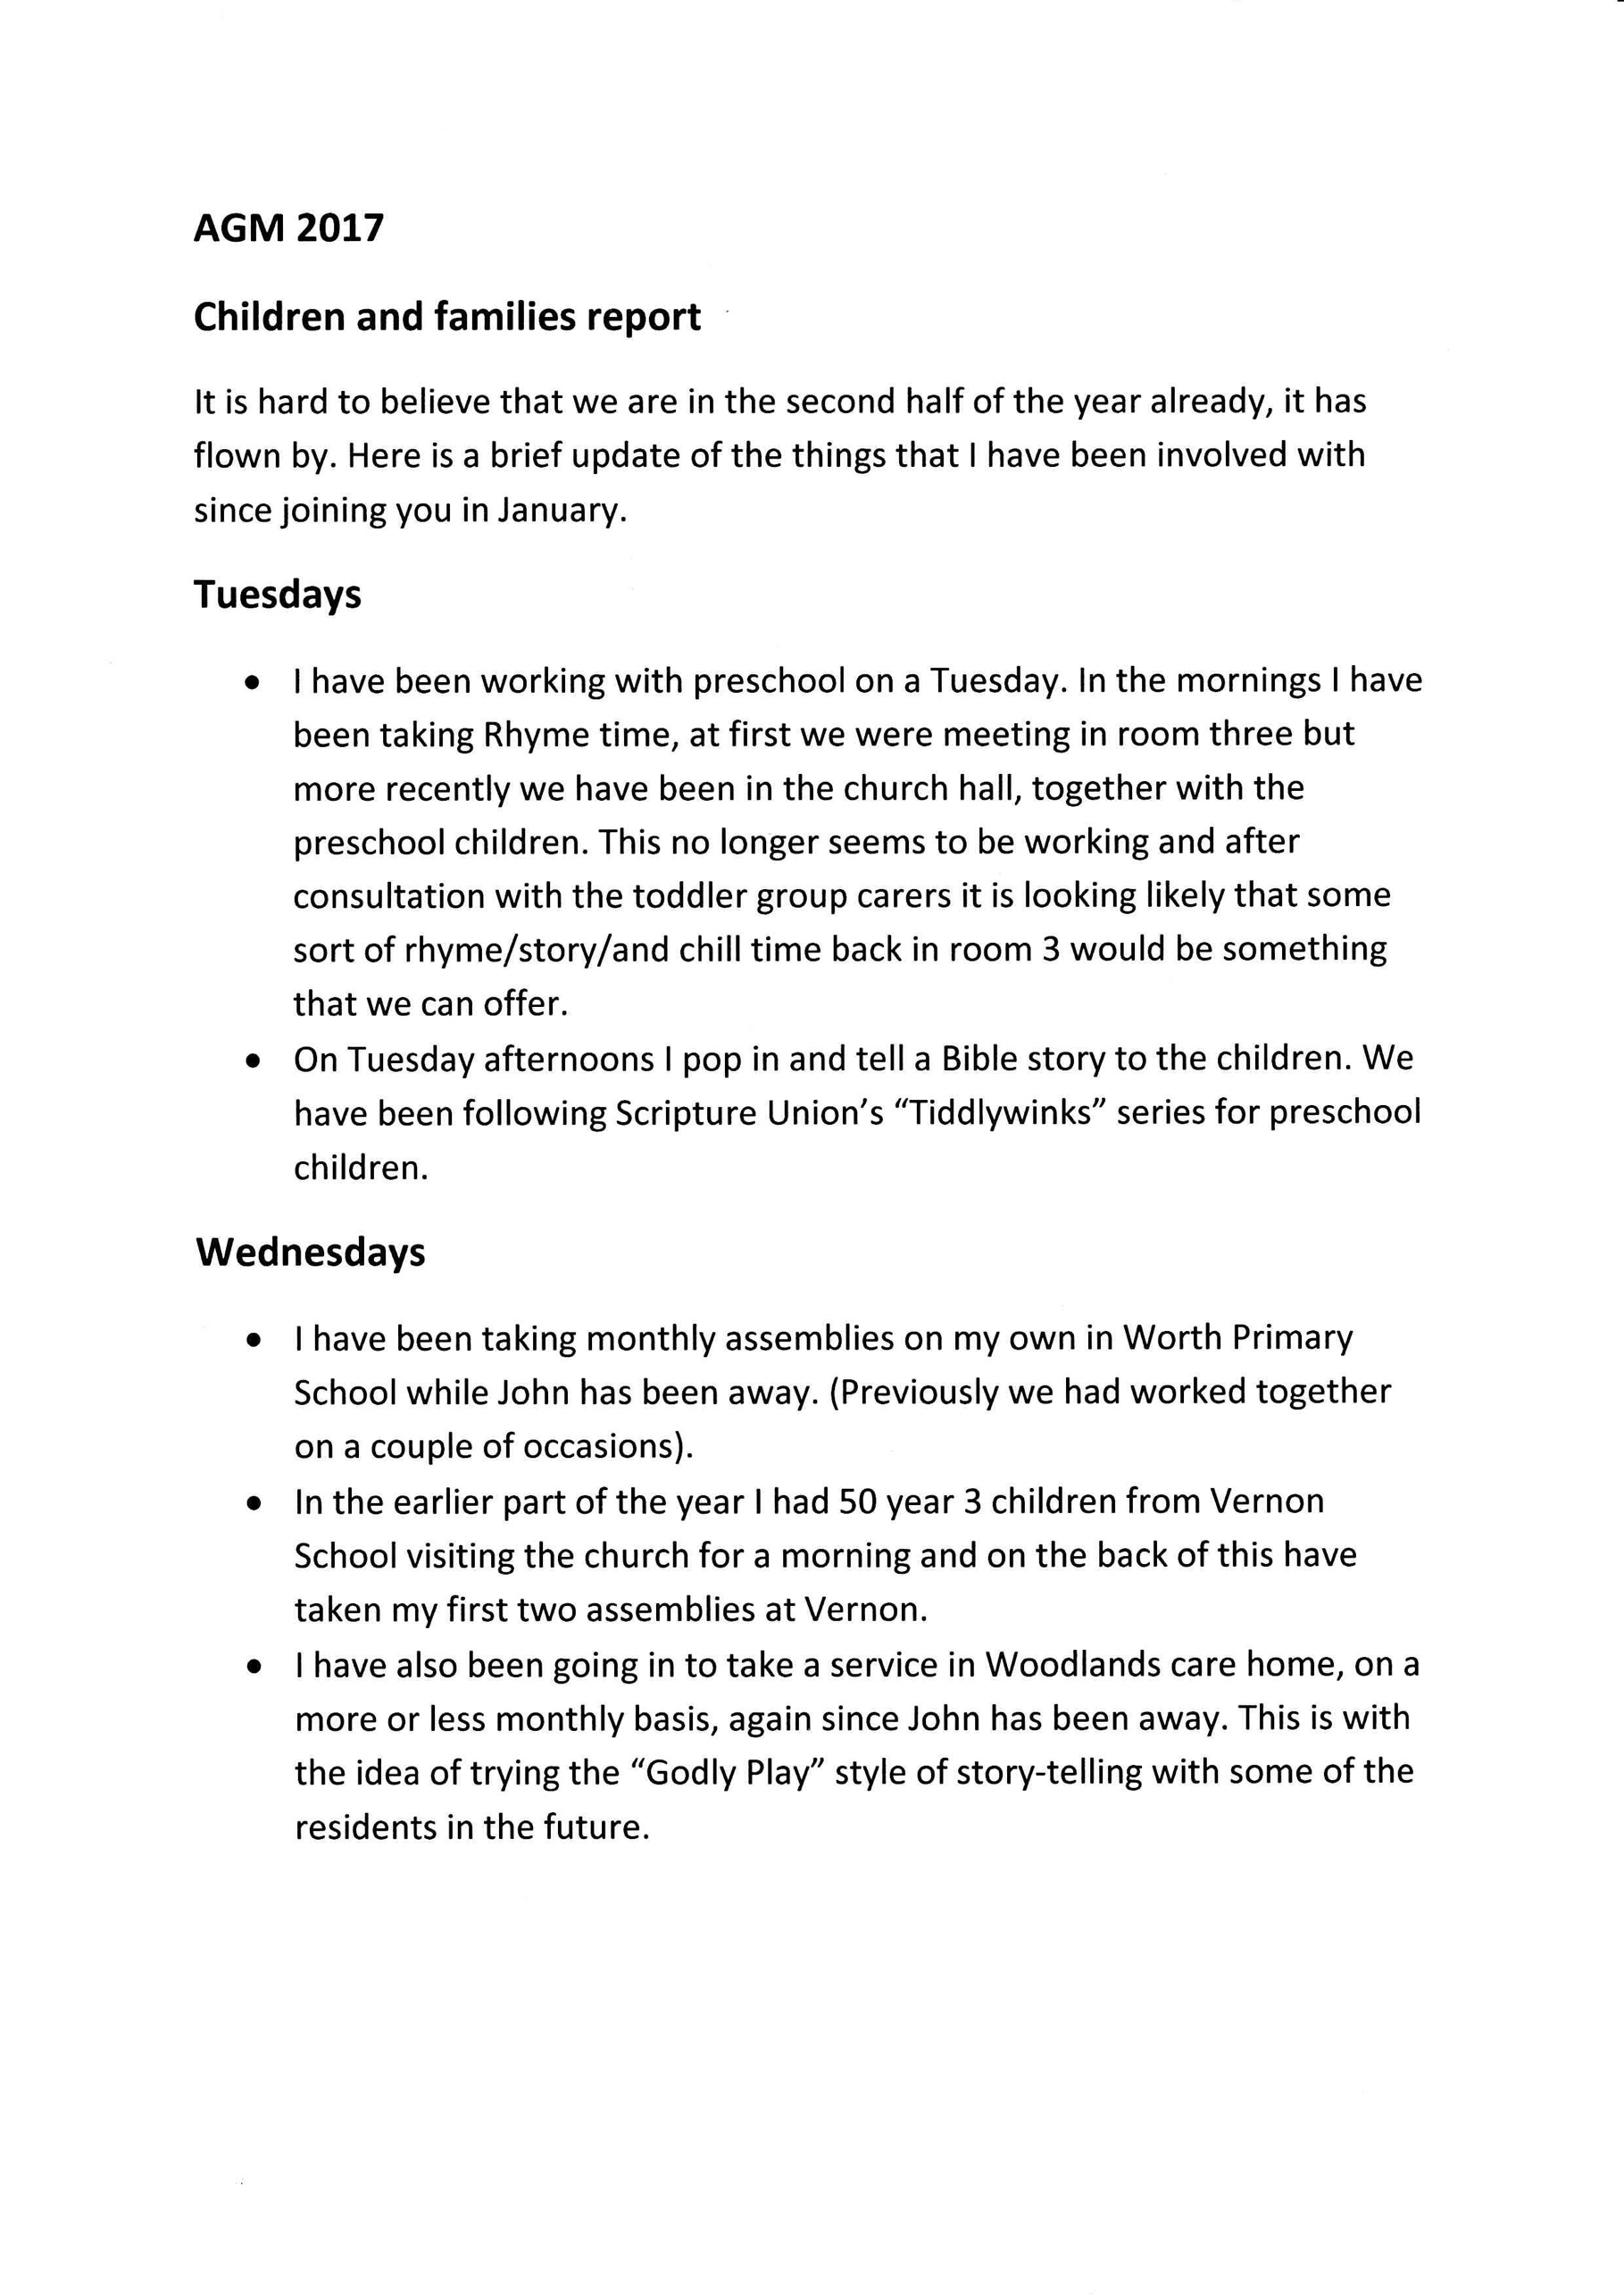 AGM 2017
Children and families report
It is hard to believe that we are in the second half of the year already, it has
flown by. Here is a brief update of the things that I have been involved with
since joining you in January.
Tuesdays
• I have been working with preschool on a Tuesday. In the mornings I have
been taking Rhyme time, at first we were meeting in room three but
more recently we have been in the church hall, together with the
preschool children. This no longer seems to be working and after
consultation with the toddler group carers it is looking likely that some
sort of rhyme/story/and chill time back in room 3 would be something
that we can offer.
• On Tuesday afternoons I pop in and tell a Bible story to the children. We
have been following Scripture Union’s “Tiddlywinks” series for preschool
children.
Wednesdays
• I have been taking monthly assemblies on my own in Worth Primary
School while John has been away. (Previously we had worked together
on a couple of occasions).
• In the earlier part of the year I had 50 year 3 children from Vernon
School visiting the church for a morning and on the back of this have
taken my first two assemblies at Vernon.
• I have also been going in to take a service in Woodlands care home, on a
more or less monthly basis, again since John has been away. This is with
the idea of trying the “Godly Play” style of story-telling with some of the
residents in the future.